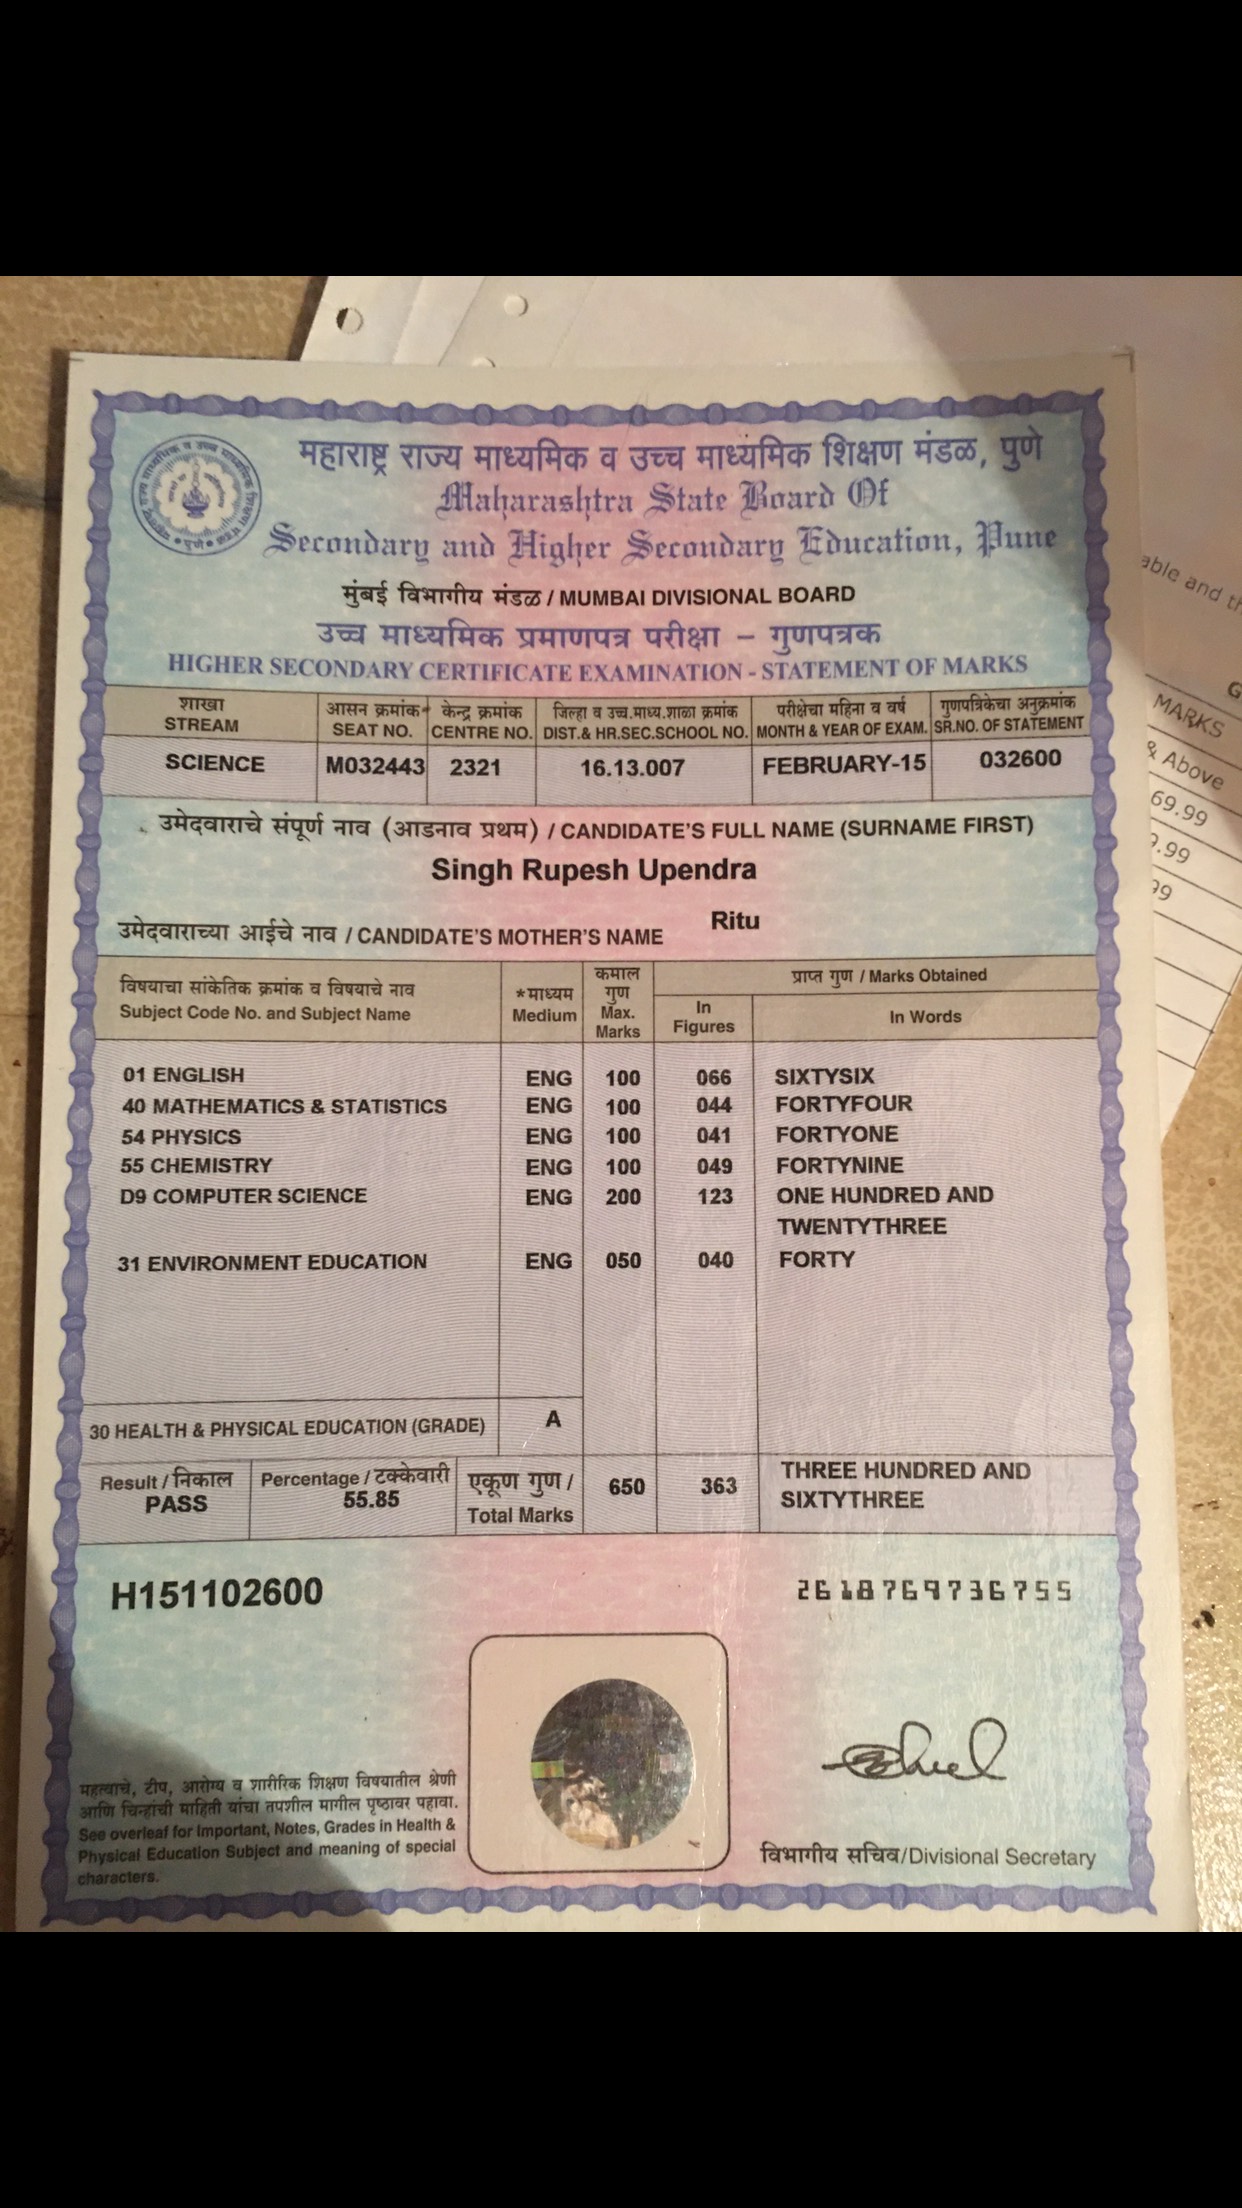 महाराष्ट्र राज्य माध्यमिक व उच्च माध्यमिक शिक्षण मंडळ, पुणे
Maharashtra State Board Of
Secondary and Higher Secondary Education, Pune
मुंबई विभागीय मंडळ / MUMBAI DIVISIONAL BOARD
उच्च माध्यमिक प्रमाणपत्र परीक्षा – गुणपत्रक
HIGHER SECONDARY CERTIFICATE EXAMINATION - STATEMENT OF MARKS
शाखा आसन क्रमांक केन्द्र क्रमांक जिल्हा व उच्च.माध्य.शाळा क्रमांक परीक्षेचा महिना व वर्ष गुणपत्रिकेचा अनुक्रमांक
STREAM SEAT NO. CENTRE NO. DIST.& HR.SEC.SCHOOL NO. MONTH & YEAR OF EXAM. SR.NO. OF STATEMENT
SCIENCE M032443 2321 16.13.007 FEBRUARY-15 032600
उमेदवाराचे संपूर्ण नाव (आडनाव प्रथम) / CANDIDATE'S FULL NAME (SURNAME FIRST)
Singh Rupesh Upendra
उमेदवाराच्या आईचे नाव / CANDIDATE'S MOTHER'S NAME Ritu
विषयाचा सांकेतिक क्रमांक व विषयाचे नाव
Subject Code No. and Subject Name
*माध्यम
Medium
कमाल
गुण
Max.
Marks
प्राप्त गुण / Marks Obtained
In
Figures
In Words
01 ENGLISH ENG 100 066 SIXTYSIX
40 MATHEMATICS & STATISTICS ENG 100 044 FORTYFOUR
54 PHYSICS ENG 100 041 FORTYONE
55 CHEMISTRY ENG 100 049 FORTYNINE
D9 COMPUTER SCIENCE ENG 200 123 ONE HUNDRED AND
TWENTYTHREE
31 ENVIRONMENT EDUCATION ENG 050 040 FORTY
30 HEALTH & PHYSICAL EDUCATION (GRADE) A
Result / निकाल
PASS
Percentage / टक्केवारी
55.85
एकूण गुण /
Total Marks
650 363
THREE HUNDRED AND
SIXTYTHREE
H151102600
2618769736755
महत्वाचे, टीप, आरोग्य व शारीरिक शिक्षण विषयातील श्रेणी
आणि चिन्हांची माहिती यांचा तपशील मागील पृष्ठावर पहावा.
See overleaf for Important, Notes, Grades in Health &
Physical Education Subject and meaning of special
characters.
विभागीय सचिव/Divisional Secretary
able and
G
MARKS
& Above
69.99
9.99
99